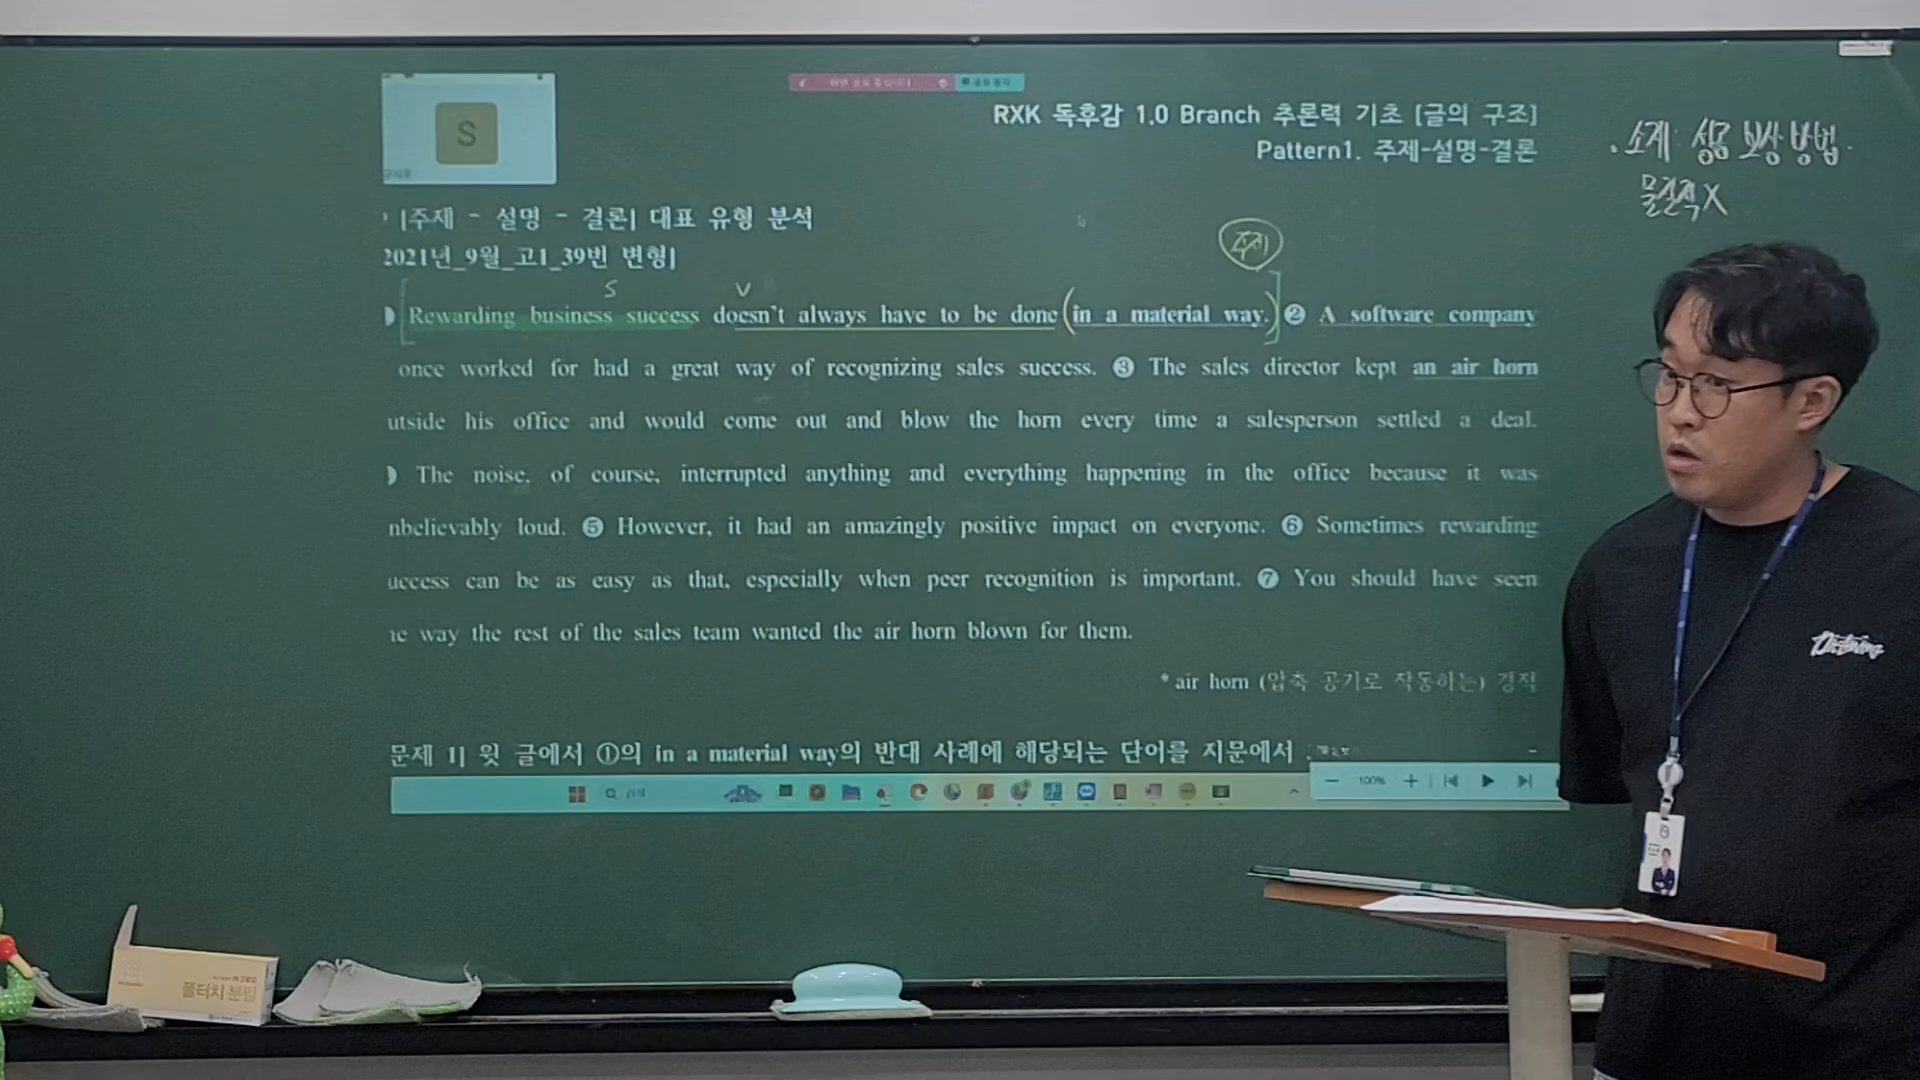 S
RXK 독후감 1.0 Branch 추론력 기초 [글의 구조]
Pattern1. 주제-설명-결론
· 소재: 성공 보상 방법.
물질적 X
|주제 - 설명 - 결론| 대표 유형 분석
2021년_9월_고1_39번 변형|
주제
S V
Rewarding business success doesn't always have to be done (in a material way.) ❷ A software company
once worked for had a great way of recognizing sales success. ❸ The sales director kept an air horn
utside his office and would come out and blow the horn every time a salesperson settled a deal.
The noise, of course, interrupted anything and everything happening in the office because it was
nbelievably loud. ❺ However, it had an amazingly positive impact on everyone. ❻ Sometimes rewarding
uccess can be as easy as that, especially when peer recognition is important. ❼ You should have seen
he way the rest of the sales team wanted the air horn blown for them.
* air horn (압축 공기로 작동하는) 경적
문제 1| 윗 글에서 ①의 in a material way의 반대 사례에 해당되는 단어를 지문에서
검색
100%
풀터치 분필